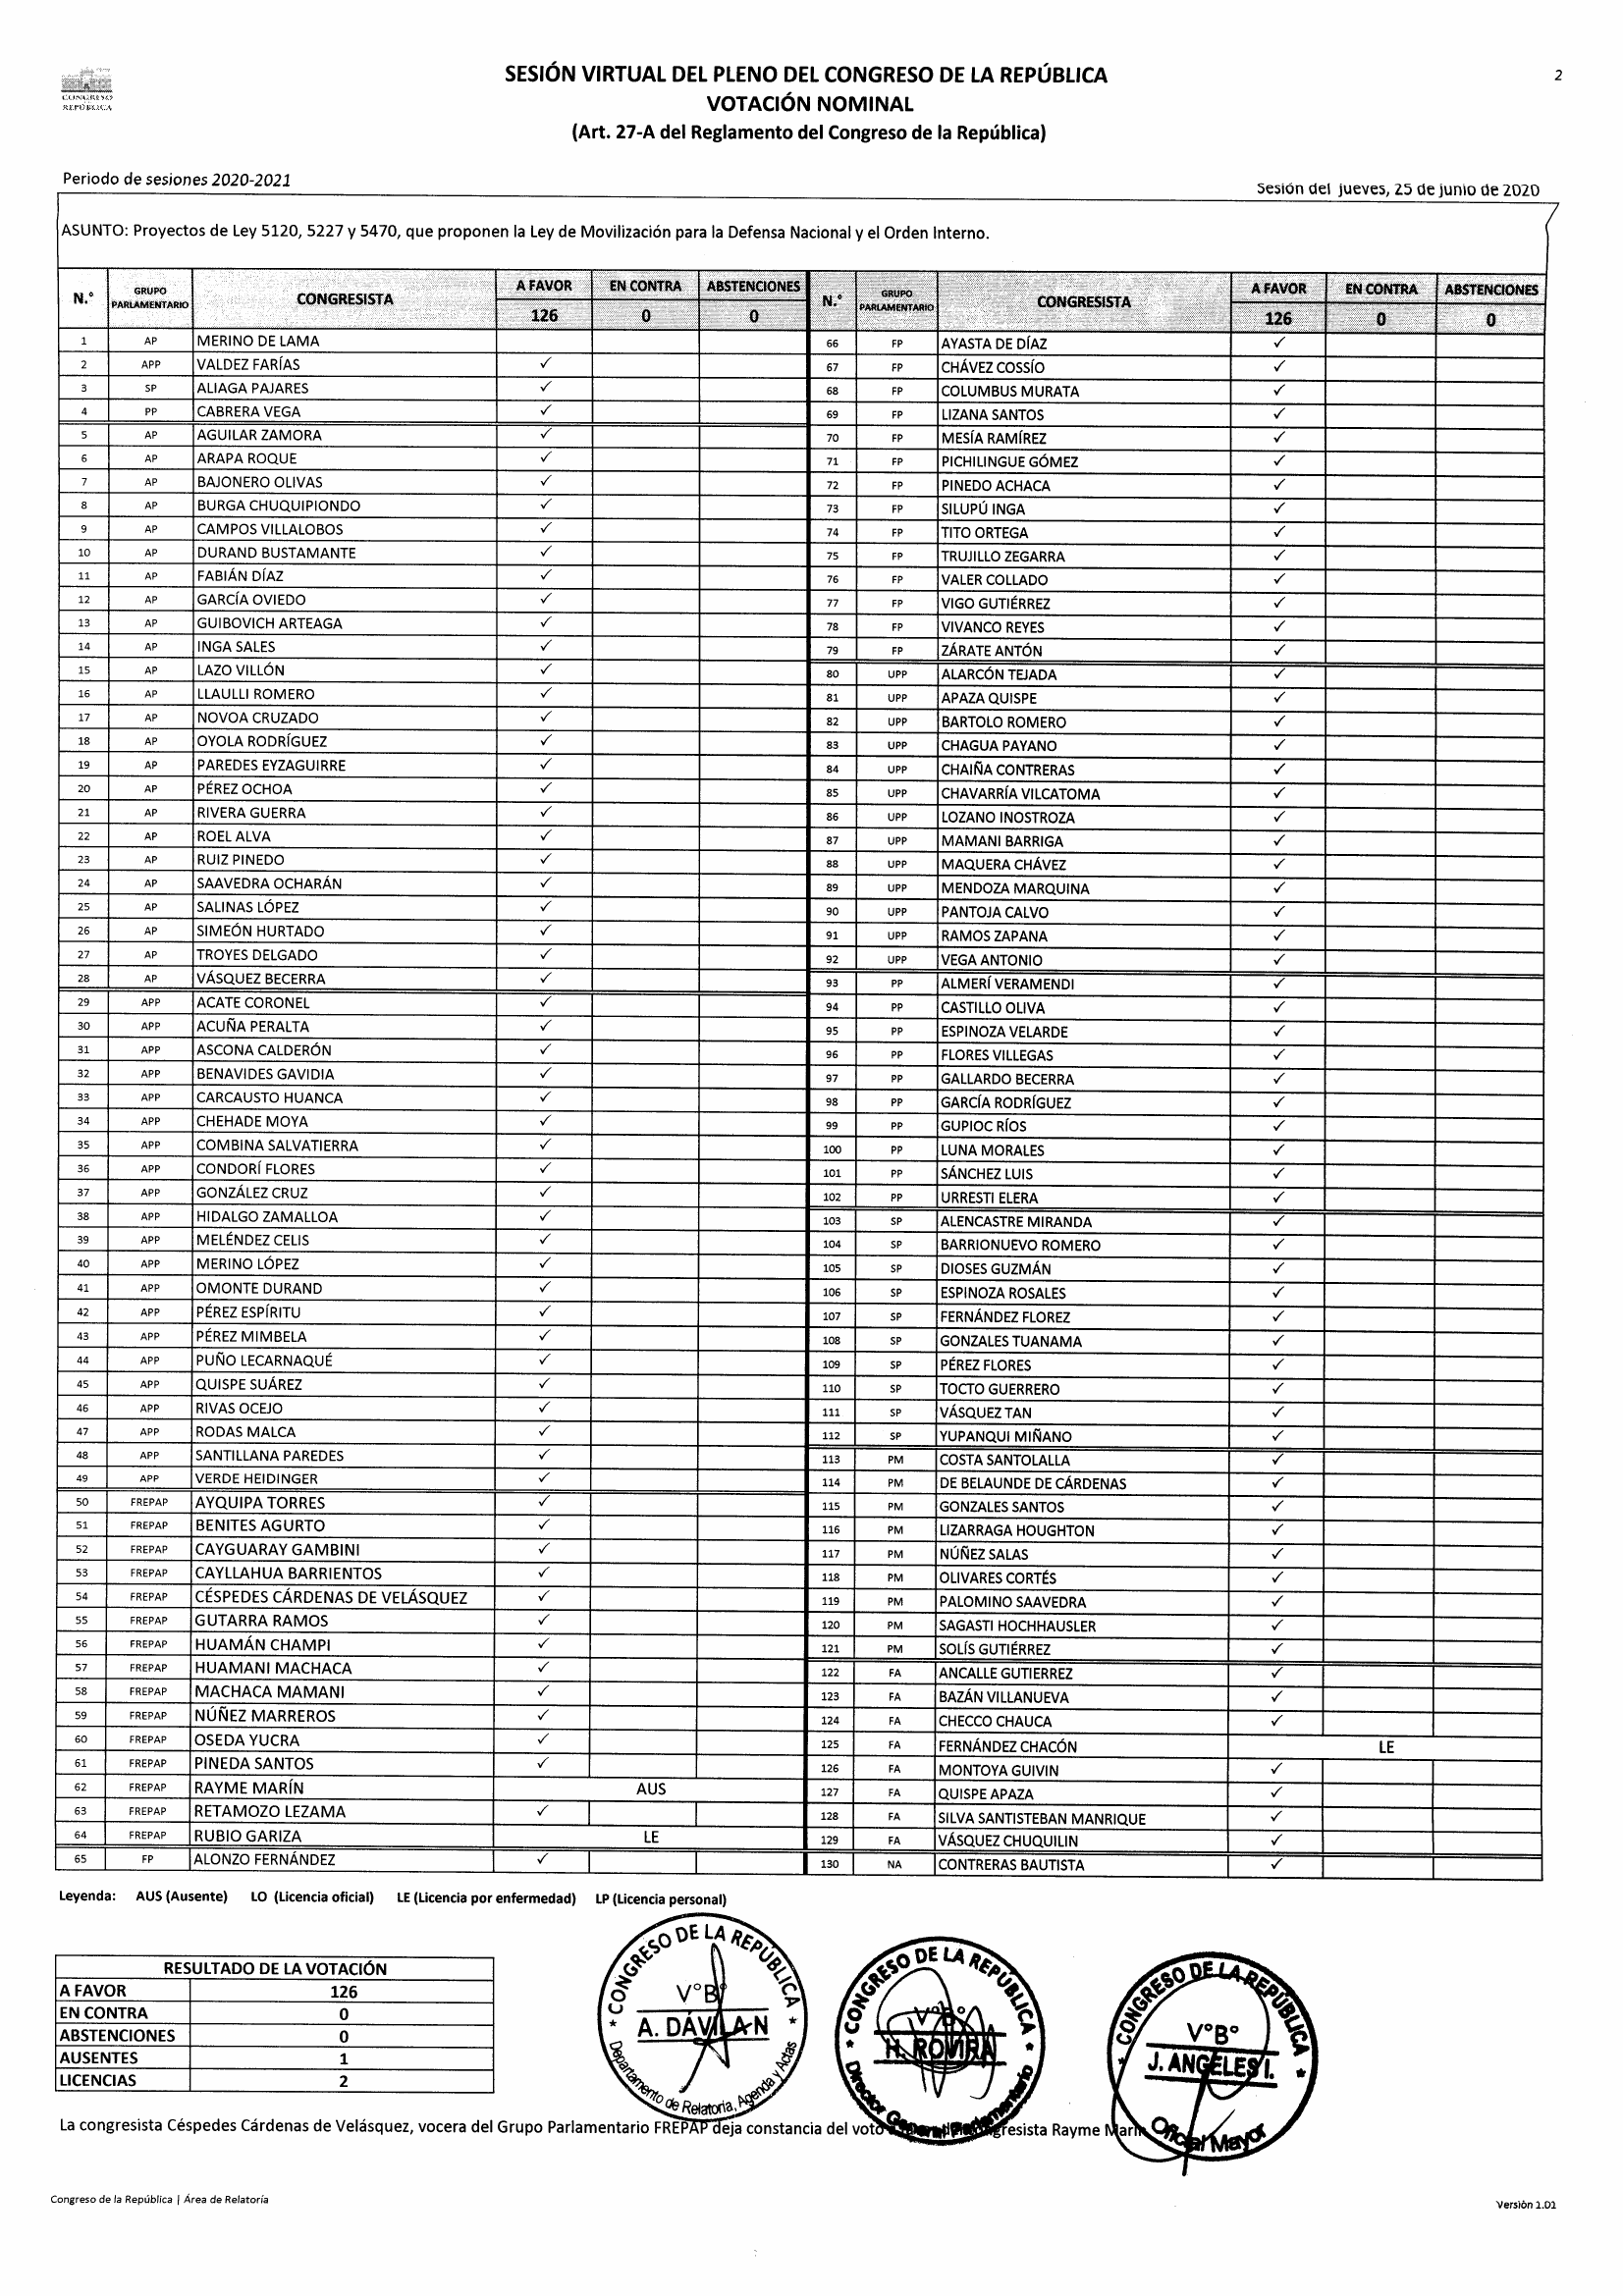 CONGRESO
REPÚBLICA
SESIÓN VIRTUAL DEL PLENO DEL CONGRESO DE LA REPÚBLICA
2
VOTACIÓN NOMINAL
(Art. 27-A del Reglamento del Congreso de la República)
Periodo de sesiones 2020-2021
Sesión del jueves, 25 de junio de 2020
ASUNTO: Proyectos de Ley 5120, 5227 y 5470, que proponen la Ley de Movilización para la Defensa Nacional y el Orden Interno.
N.° GRUPO PARLAMENTARIO CONGRESISTA A FAVOR EN CONTRA ABSTENCIONES
126 0 0
1 AP MERINO DE LAMA
2 APP VALDEZ FARÍAS ✓
3 SP ALIAGA PAJARES ✓
4 PP CABRERA VEGA ✓
5 AP AGUILAR ZAMORA ✓
6 AP ARAPA ROQUE ✓
7 AP BAJONERO OLIVAS ✓
8 AP BURGA CHUQUIPIONDO ✓
9 AP CAMPOS VILLALOBOS ✓
10 AP DURAND BUSTAMANTE ✓
11 AP FABIÁN DÍAZ ✓
12 AP GARCÍA OVIEDO ✓
13 AP GUIBOVICH ARTEAGA ✓
14 AP INGA SALES ✓
15 AP LAZO VILLÓN ✓
16 AP LLAULLI ROMERO ✓
17 AP NOVOA CRUZADO ✓
18 AP OYOLA RODRÍGUEZ ✓
19 AP PAREDES EYZAGUIRRE ✓
20 AP PÉREZ OCHOA ✓
21 AP RIVERA GUERRA ✓
22 AP ROEL ALVA ✓
23 AP RUIZ PINEDO ✓
24 AP SAAVEDRA OCHARÁN ✓
25 AP SALINAS LÓPEZ ✓
26 AP SIMEÓN HURTADO ✓
27 AP TROYES DELGADO ✓
28 AP VÁSQUEZ BECERRA ✓
29 APP ACATE CORONEL ✓
30 APP ACUÑA PERALTA ✓
31 APP ASCONA CALDERÓN ✓
32 APP BENAVIDES GAVIDIA ✓
33 APP CARCAUSTO HUANCA ✓
34 APP CHEHADE MOYA ✓
35 APP COMBINA SALVATIERRA ✓
36 APP CONDORÍ FLORES ✓
37 APP GONZÁLEZ CRUZ ✓
38 APP HIDALGO ZAMALLOA ✓
39 APP MELÉNDEZ CELIS ✓
40 APP MERINO LÓPEZ ✓
41 APP OMONTE DURAND ✓
42 APP PÉREZ ESPÍRITU ✓
43 APP PÉREZ MIMBELA ✓
44 APP PUÑO LECARNAQUÉ ✓
45 APP QUISPE SUÁREZ ✓
46 APP RIVAS OCEJO ✓
47 APP RODAS MALCA ✓
48 APP SANTILLANA PAREDES ✓
49 APP VERDE HEIDINGER ✓
50 FREPAP AYQUIPA TORRES ✓
51 FREPAP BENITES AGURTO ✓
52 FREPAP CAYGUARAY GAMBINI ✓
53 FREPAP CAYLLAHUA BARRIENTOS ✓
54 FREPAP CÉSPEDES CÁRDENAS DE VELÁSQUEZ ✓
55 FREPAP GUTARRA RAMOS ✓
56 FREPAP HUAMÁN CHAMPI ✓
57 FREPAP HUAMANI MACHACA ✓
58 FREPAP MACHACA MAMANI ✓
59 FREPAP NÚÑEZ MARREROS ✓
60 FREPAP OSEDA YUCRA ✓
61 FREPAP PINEDA SANTOS ✓
62 FREPAP RAYME MARÍN AUS
63 FREPAP RETAMOZO LEZAMA ✓
64 FREPAP RUBIO GARIZA LE
65 FP ALONZO FERNÁNDEZ ✓
N.° GRUPO PARLAMENTARIO CONGRESISTA A FAVOR EN CONTRA ABSTENCIONES
126 0 0
66 FP AYASTA DE DÍAZ ✓
67 FP CHÁVEZ COSSÍO ✓
68 FP COLUMBUS MURATA ✓
69 FP LIZANA SANTOS ✓
70 FP MESÍA RAMÍREZ ✓
71 FP PICHILINGUE GÓMEZ ✓
72 FP PINEDO ACHACA ✓
73 FP SILUPÚ INGA ✓
74 FP TITO ORTEGA ✓
75 FP TRUJILLO ZEGARRA ✓
76 FP VALER COLLADO ✓
77 FP VIGO GUTIÉRREZ ✓
78 FP VIVANCO REYES ✓
79 FP ZÁRATE ANTÓN ✓
80 UPP ALARCÓN TEJADA ✓
81 UPP APAZA QUISPE ✓
82 UPP BARTOLO ROMERO ✓
83 UPP CHAGUA PAYANO ✓
84 UPP CHAIÑA CONTRERAS ✓
85 UPP CHAVARRÍA VILCATOMA ✓
86 UPP LOZANO INOSTROZA ✓
87 UPP MAMANI BARRIGA ✓
88 UPP MAQUERA CHÁVEZ ✓
89 UPP MENDOZA MARQUINA ✓
90 UPP PANTOJA CALVO ✓
91 UPP RAMOS ZAPANA ✓
92 UPP VEGA ANTONIO ✓
93 PP ALMERÍ VERAMENDI ✓
94 PP CASTILLO OLIVA ✓
95 PP ESPINOZA VELARDE ✓
96 PP FLORES VILLEGAS ✓
97 PP GALLARDO BECERRA ✓
98 PP GARCÍA RODRÍGUEZ ✓
99 PP GUPIOC RÍOS ✓
100 PP LUNA MORALES ✓
101 PP SÁNCHEZ LUIS ✓
102 PP URRESTI ELERA ✓
103 SP ALENCASTRE MIRANDA ✓
104 SP BARRIONUEVO ROMERO ✓
105 SP DIOSES GUZMÁN ✓
106 SP ESPINOZA ROSALES ✓
107 SP FERNÁNDEZ FLOREZ ✓
108 SP GONZALES TUANAMA ✓
109 SP PÉREZ FLORES ✓
110 SP TOCTO GUERRERO ✓
111 SP VÁSQUEZ TAN ✓
112 SP YUPANQUI MIÑANO ✓
113 PM COSTA SANTOLALLA ✓
114 PM DE BELAUNDE DE CÁRDENAS ✓
115 PM GONZALES SANTOS ✓
116 PM LIZARRAGA HOUGHTON ✓
117 PM NÚÑEZ SALAS ✓
118 PM OLIVARES CORTÉS ✓
119 PM PALOMINO SAAVEDRA ✓
120 PM SAGASTI HOCHHAUSLER ✓
121 PM SOLÍS GUTIÉRREZ ✓
122 FA ANCALLE GUTIERREZ ✓
123 FA BAZÁN VILLANUEVA ✓
124 FA CHECCO CHAUCA ✓
125 FA FERNÁNDEZ CHACÓN LE
126 FA MONTOYA GUIVIN ✓
127 FA QUISPE APAZA ✓
128 FA SILVA SANTISTEBAN MANRIQUE ✓
129 FA VÁSQUEZ CHUQUILIN ✓
130 NA CONTRERAS BAUTISTA ✓
Leyenda: AUS (Ausente) LO (Licencia oficial) LE (Licencia por enfermedad) LP (Licencia personal)
RESULTADO DE LA VOTACIÓN
A FAVOR 126
EN CONTRA 0
ABSTENCIONES 0
AUSENTES 1
LICENCIAS 2
CONGRESO DE LA REPÚBLICA
V°B°
A. DÁVILA N
Departamento de Relatoría, Agenda y Actas
CONGRESO DE LA REPÚBLICA
V°B°
H. ROVIRA
Director General Parlamentario
CONGRESO DE LA REPÚBLICA
V°B°
J. ANGELES I.
Oficial Mayor
La congresista Céspedes Cárdenas de Velásquez, vocera del Grupo Parlamentario FREPAP deja constancia del voto congresista Rayme Marín
Congreso de la República | Área de Relatoría
Versión 1.01